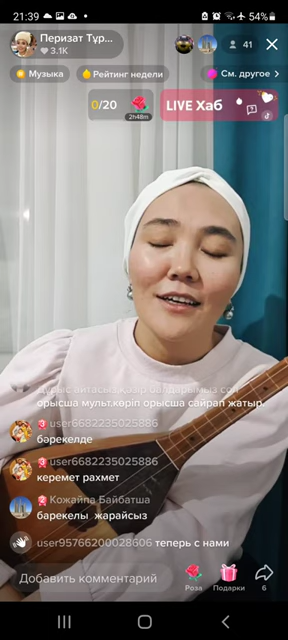 21:39
54%
Перизат Тұр...
3.1K
41
Музыка
Рейтинг недели
См. другое >
0/20
LIVE Хаб
2h48m
орысша мульт,көріп орысша сайрап жатыр.
user6682235025886
бәрекелде
user6682235025886
керемет рахмет
Кожайпа Байбатша
барекелы жарайсыз
user95766200028606 теперь с нами
Добавить комментарий
Роза
Подарки
6